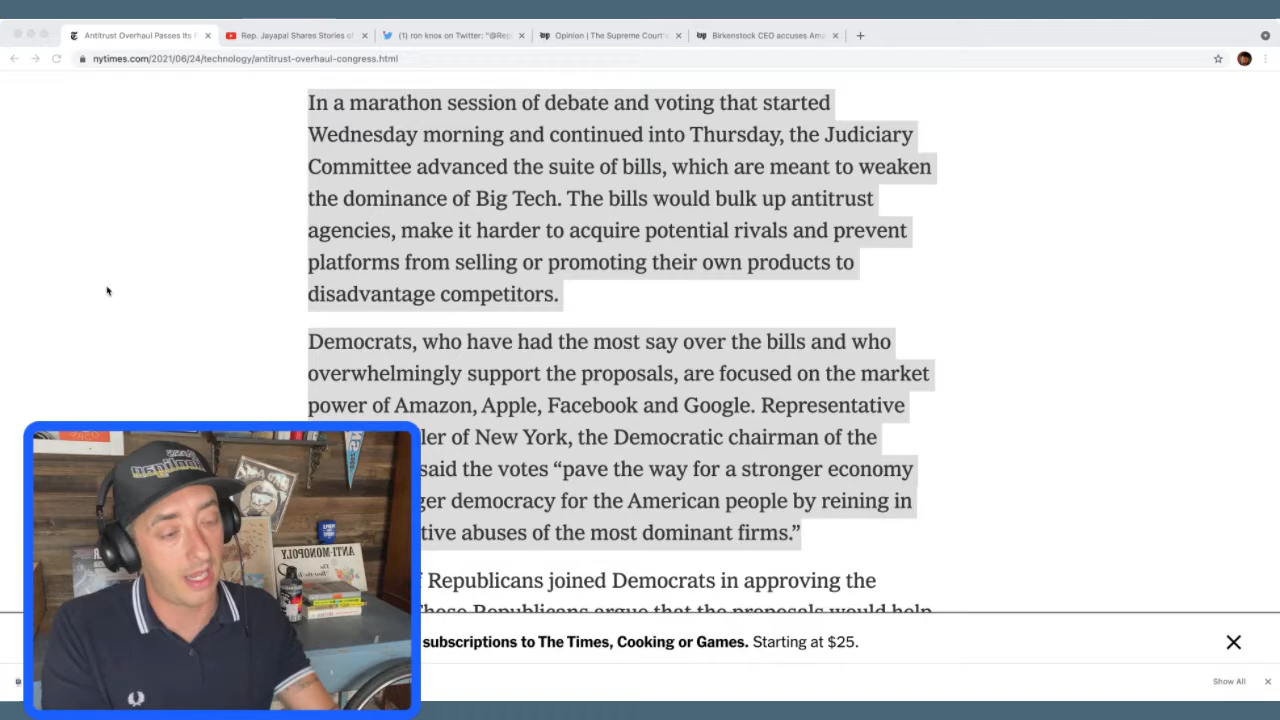 Antitrust Overhaul Passes Its
Rep. Jayapal Shares Stories of
(1) ron knox on Twitter: "@Rep
Opinion | The Supreme Court's
Birkenstock CEO accuses Ama
nytimes.com/2021/06/24/technology/antitrust-overhaul-congress.html
In a marathon session of debate and voting that started
Wednesday morning and continued into Thursday, the Judiciary
Committee advanced the suite of bills, which are meant to weaken
the dominance of Big Tech. The bills would bulk up antitrust
agencies, make it harder to acquire potential rivals and prevent
platforms from selling or promoting their own products to
disadvantage competitors.
Democrats, who have had the most say over the bills and who
overwhelmingly support the proposals, are focused on the market
power of Amazon, Apple, Facebook and Google. Representative
ler of New York, the Democratic chairman of the
said the votes “pave the way for a stronger economy
ger democracy for the American people by reining in
tive abuses of the most dominant firms.”
Republicans joined Democrats in approving the
those Republicans argue that the proposals would help
subscriptions to The Times, Cooking or Games. Starting at $25.
Show All
ANTI-MONOPOLY